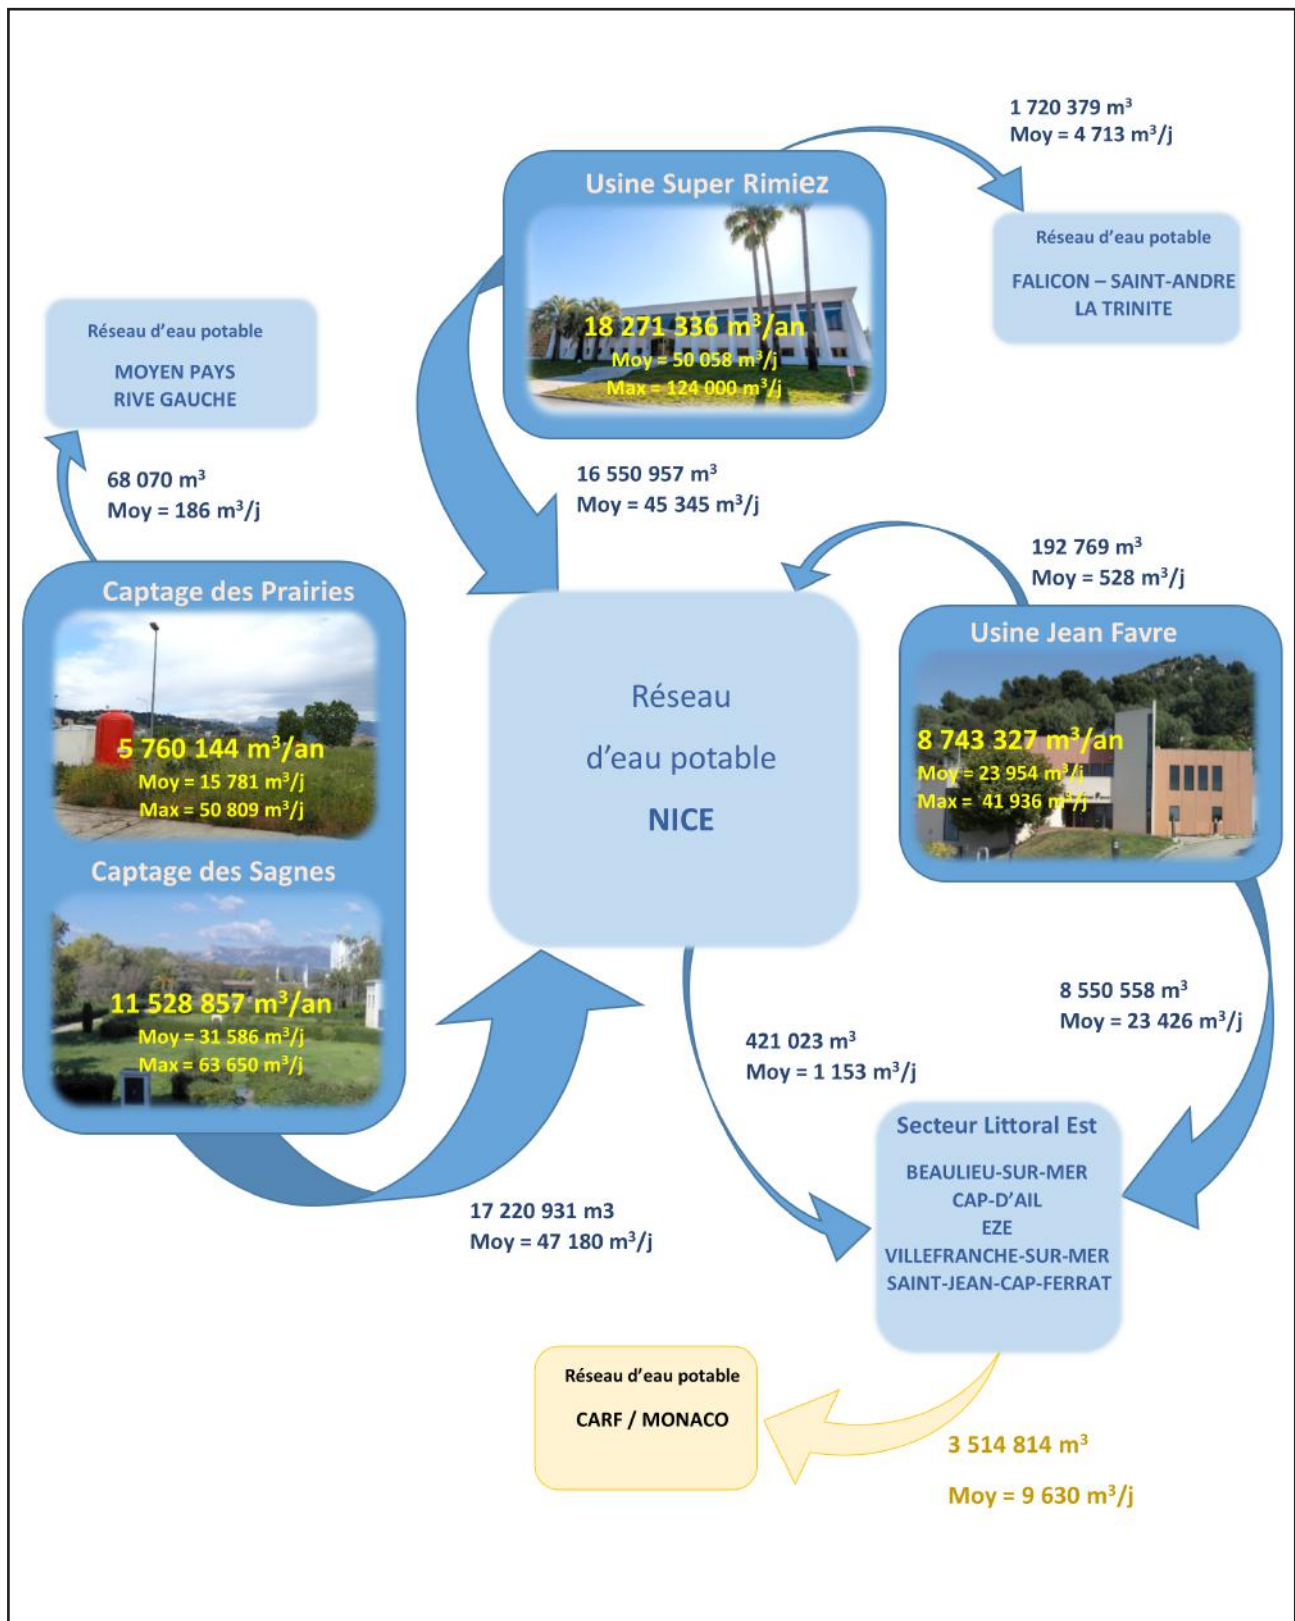 1 720 379 m³
Moy = 4 713 m³/j
Usine Super Rimiez
18 271 336 m³/an
Moy = 50 058 m³/j
Max = 124 000 m³/j
Réseau d'eau potable
FALICON – SAINT-ANDRE
LA TRINITE
Réseau d'eau potable
MOYEN PAYS
RIVE GAUCHE
68 070 m³
Moy = 186 m³/j
16 550 957 m³
Moy = 45 345 m³/j
192 769 m³
Moy = 528 m³/j
Captage des Prairies
5 760 144 m³/an
Moy = 15 781 m³/j
Max = 50 809 m³/j
Captage des Sagnes
11 528 857 m³/an
Moy = 31 586 m³/j
Max = 63 650 m³/j
Réseau
d'eau potable
NICE
Usine Jean Favre
8 743 327 m³/an
Moy = 23 954 m³/j
Max = 41 936 m³/j
17 220 931 m3
Moy = 47 180 m³/j
421 023 m³
Moy = 1 153 m³/j
8 550 558 m³
Moy = 23 426 m³/j
Secteur Littoral Est
BEAULIEU-SUR-MER
CAP-D'AIL
EZE
VILLEFRANCHE-SUR-MER
SAINT-JEAN-CAP-FERRAT
Réseau d'eau potable
CARF / MONACO
3 514 814 m³
Moy = 9 630 m³/j